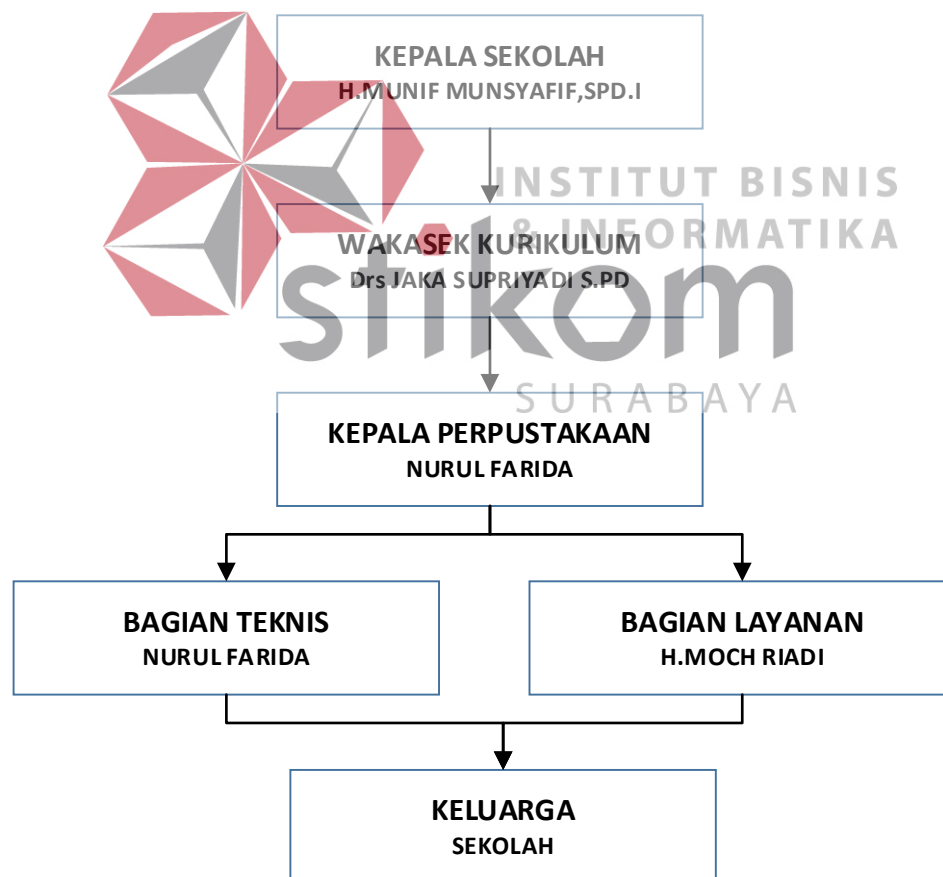 KEPALA SEKOLAH
H.MUNIF MUNSYAFIF,SPD.I
INSTITUT BISNIS
& INFORMATIKA
WAKASEK KURIKULUM
Drs JAKA SUPRIYADI S.PD
stikom
SURABAYA
KEPALA PERPUSTAKAAN
NURUL FARIDA
BAGIAN TEKNIS
NURUL FARIDA
BAGIAN LAYANAN
H.MOCH RIADI
KELUARGA
SEKOLAH